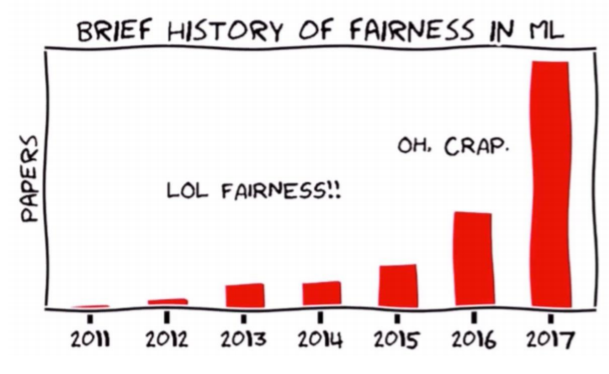 BRIEF HISTORY OF FAIRNESS IN ML
PAPERS
OH, CRAP.
LOL FAIRNESS!!
2011 2012 2013 2014 2015 2016 2017